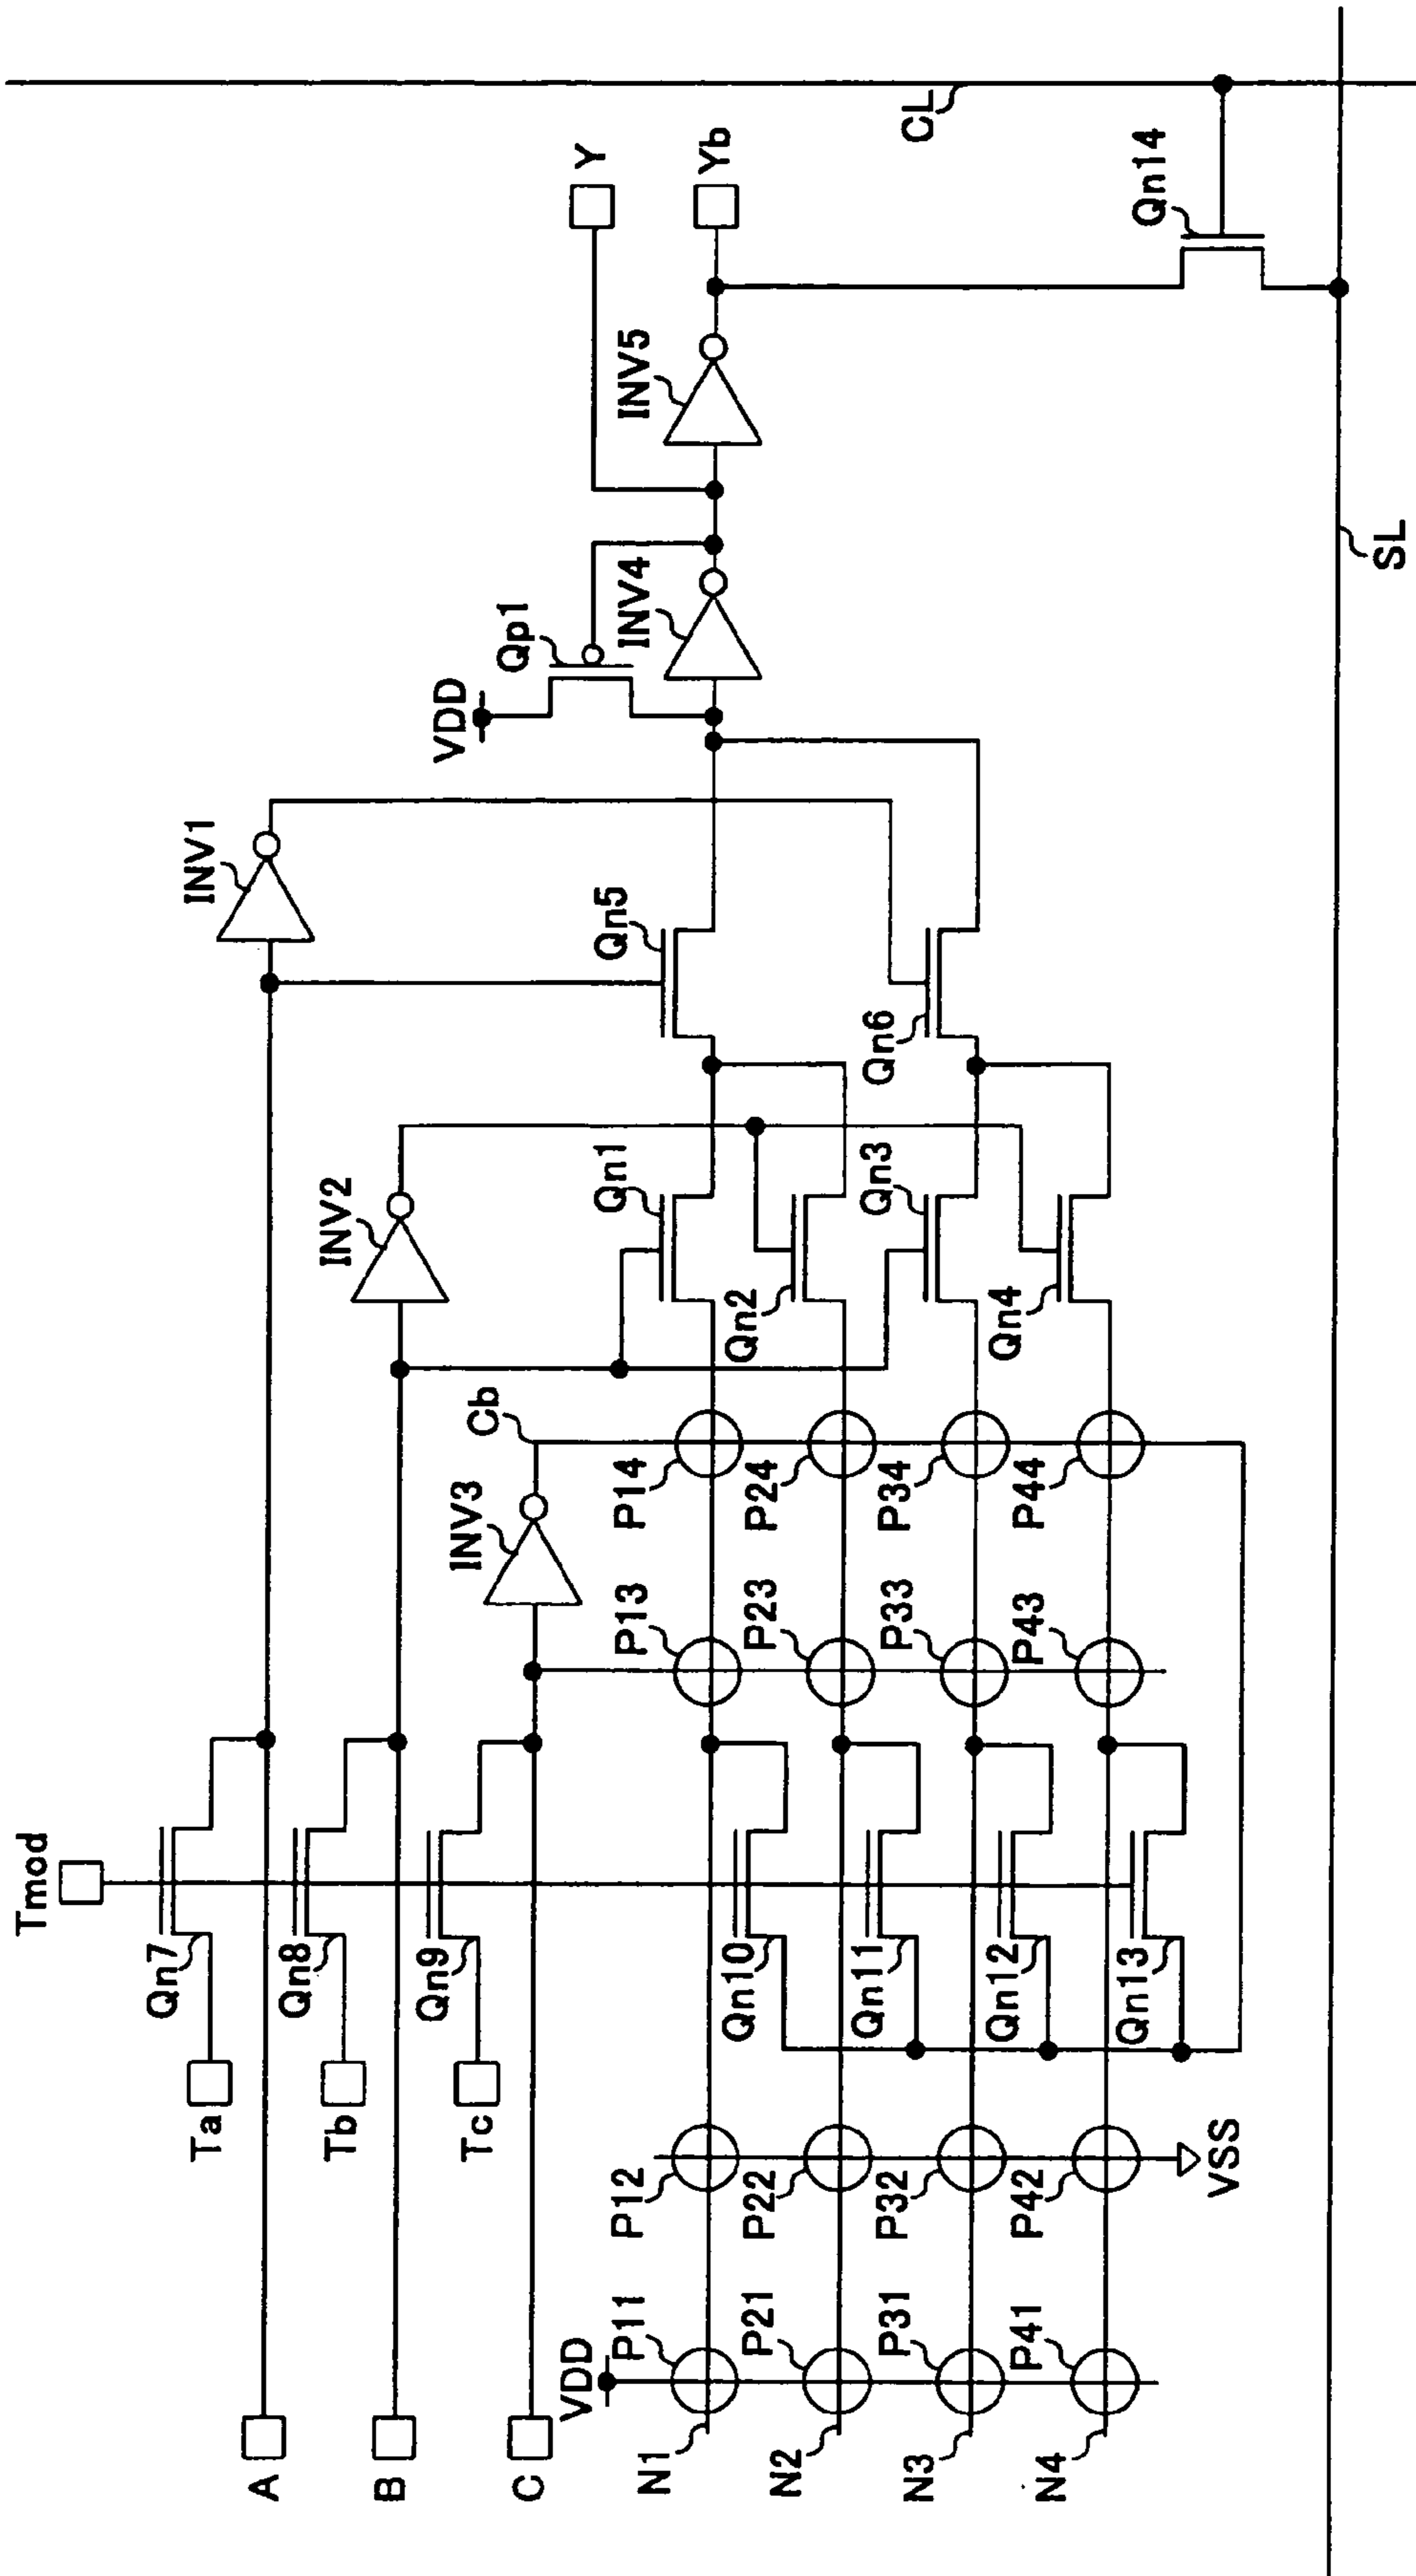 Tmod
Ta
Qn7
Tb
Qn8
Tc
Qn9
A
B
C
INV1
INV2
INV3
Cb
VDD
Qp1
INV4
INV5
Y
Yb
CL
Qn14
SL
Qn5
Qn6
Qn1
Qn2
Qn3
Qn4
VDD
N1
P11
P12
Qn10
P13
P14
N2
P21
P22
Qn11
P23
P24
N3
P31
P32
Qn12
P33
P34
N4
P41
P42
Qn13
P43
P44
VSS